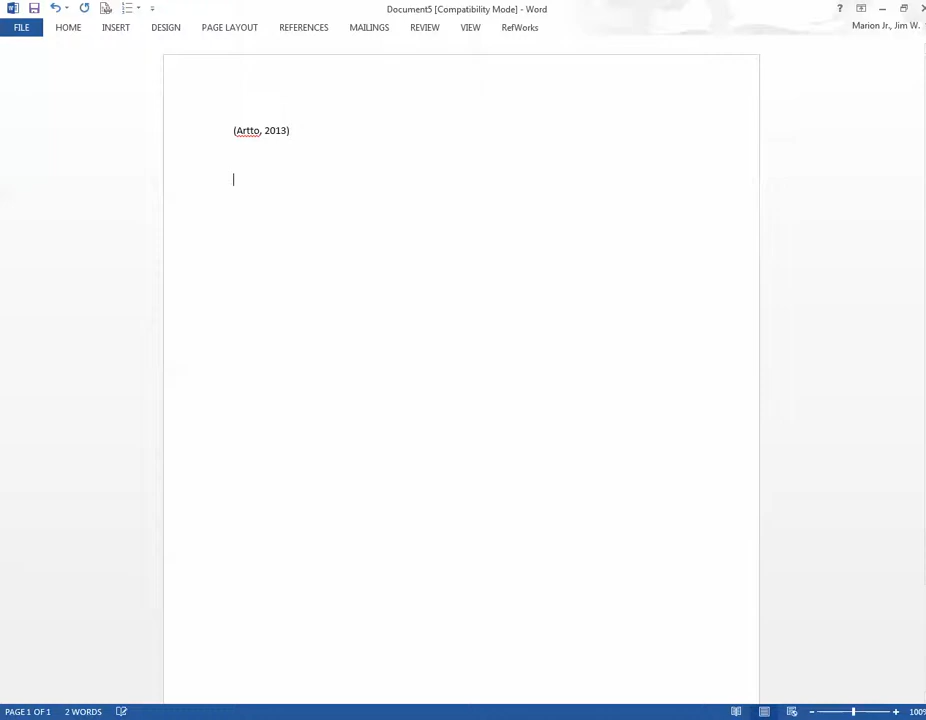 Document5 [Compatibility Mode] - Word
?
FILE HOME INSERT DESIGN PAGE LAYOUT REFERENCES MAILINGS REVIEW VIEW RefWorks
Marion Jr., Jim W.
(Artto, 2013)
PAGE 1 OF 1 2 WORDS
100%